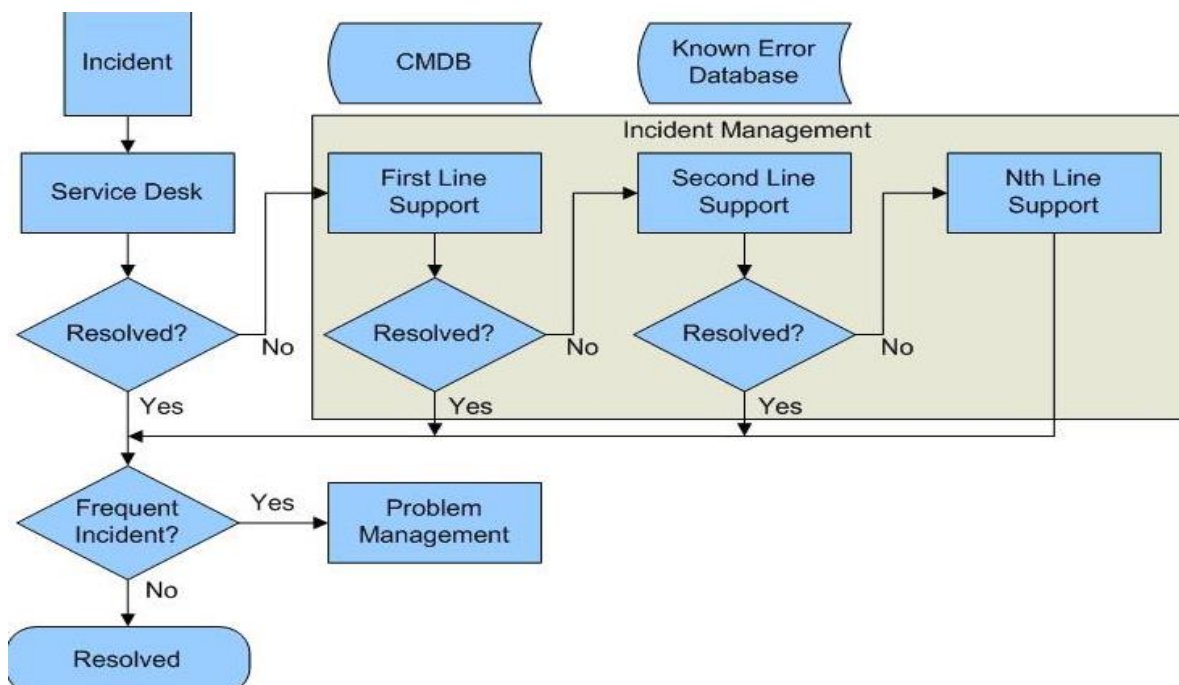 Incident
CMDB
Known Error
Database
Incident Management
Service Desk
First Line
Support
Second Line
Support
Nth Line
Support
Resolved?
No
Resolved?
No
Resolved?
No
Yes
Yes
Yes
Frequent
Incident?
Yes
Problem
Management
No
Resolved